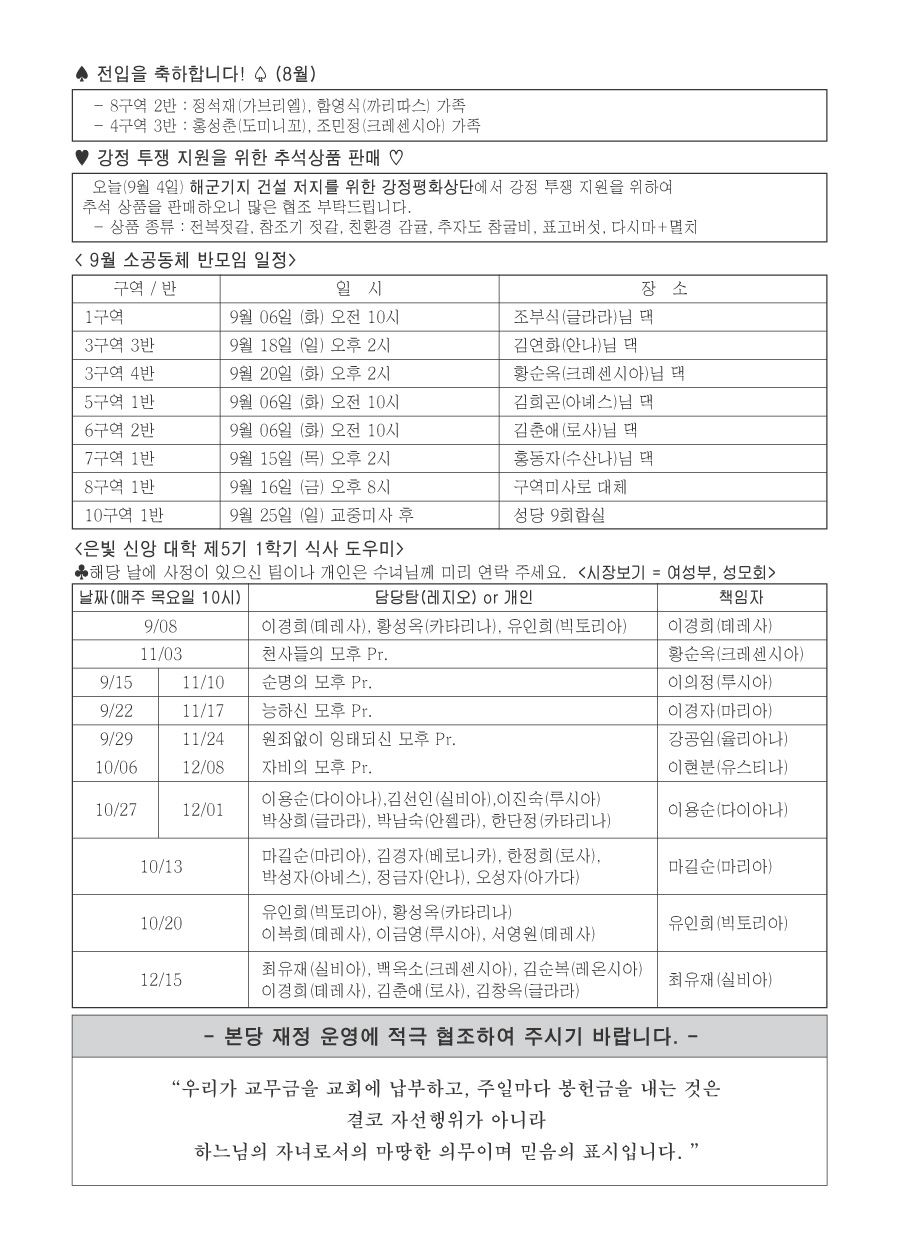 ♠ 전입을 축하합니다! ♤ (8월)
- 8구역 2반 : 정석재(가브리엘), 함영식(까리따스) 가족
- 4구역 3반 : 홍성춘(도미니꼬), 조민정(크레센시아) 가족
♥ 강정 투쟁 지원을 위한 추석상품 판매 ♡
오늘(9월 4일) 해군기지 건설 저지를 위한 강정평화상단에서 강정 투쟁 지원을 위하여
추석 상품을 판매하오니 많은 협조 부탁드립니다.
- 상품 종류 : 전복젓갈, 참조기 젓갈, 친환경 감귤, 추자도 참굴비, 표고버섯, 다시마+멸치
< 9월 소공동체 반모임 일정>
구역 / 반 일 시 장 소
1구역 9월 06일 (화) 오전 10시 조부식(글라라)님 댁
3구역 3반 9월 18일 (일) 오후 2시 김연화(안나)님 댁
3구역 4반 9월 20일 (화) 오후 2시 황순옥(크레센시아)님 댁
5구역 1반 9월 06일 (화) 오전 10시 김희곤(아녜스)님 댁
6구역 2반 9월 06일 (화) 오전 10시 김춘애(로사)님 댁
7구역 1반 9월 15일 (목) 오후 2시 홍동자(수산나)님 댁
8구역 1반 9월 16일 (금) 오후 8시 구역미사로 대체
10구역 1반 9월 25일 (일) 교중미사 후 성당 9회합실
<은빛 신앙 대학 제5기 1학기 식사 도우미>
♣해당 날에 사정이 있으신 팀이나 개인은 수녀님께 미리 연락 주세요. <시장보기 = 여성부, 성모회>
날짜(매주 목요일 10시) 담당탐(레지오) or 개인 책임자
9/08 이경희(데레사), 황성옥(카타리나), 유인희(빅토리아) 이경희(데레사)
11/03 천사들의 모후 Pr. 황순옥(크레센시아)
9/15 11/10 순명의 모후 Pr. 이의정(루시아)
9/22 11/17 능하신 모후 Pr. 이경자(마리아)
9/29 11/24 원죄없이 잉태되신 모후 Pr. 강공임(율리아나)
10/06 12/08 자비의 모후 Pr. 이현분(유스티나)
10/27 12/01 이용순(다이아나),김선인(실비아),이진숙(루시아) 이용순(다이아나)
박상희(글라라), 박남숙(안젤라), 한단정(카타리나)
10/13 마길순(마리아), 김경자(베로니카), 한정희(로사), 마길순(마리아)
박성자(아네스), 정금자(안나), 오성자(아가다)
10/20 유인희(빅토리아), 황성옥(카타리나) 유인희(빅토리아)
이복희(데레사), 이금영(루시아), 서영원(데레사)
12/15 최유재(실비아), 백옥소(크레센시아), 김순복(레온시아) 최유재(실비아)
이경희(데레사), 김춘애(로사), 김창옥(글라라)
- 본당 재정 운영에 적극 협조하여 주시기 바랍니다. -
“우리가 교무금을 교회에 납부하고, 주일마다 봉헌금을 내는 것은
결코 자선행위가 아니라
하느님의 자녀로서의 마땅한 의무이며 믿음의 표시입니다. ”